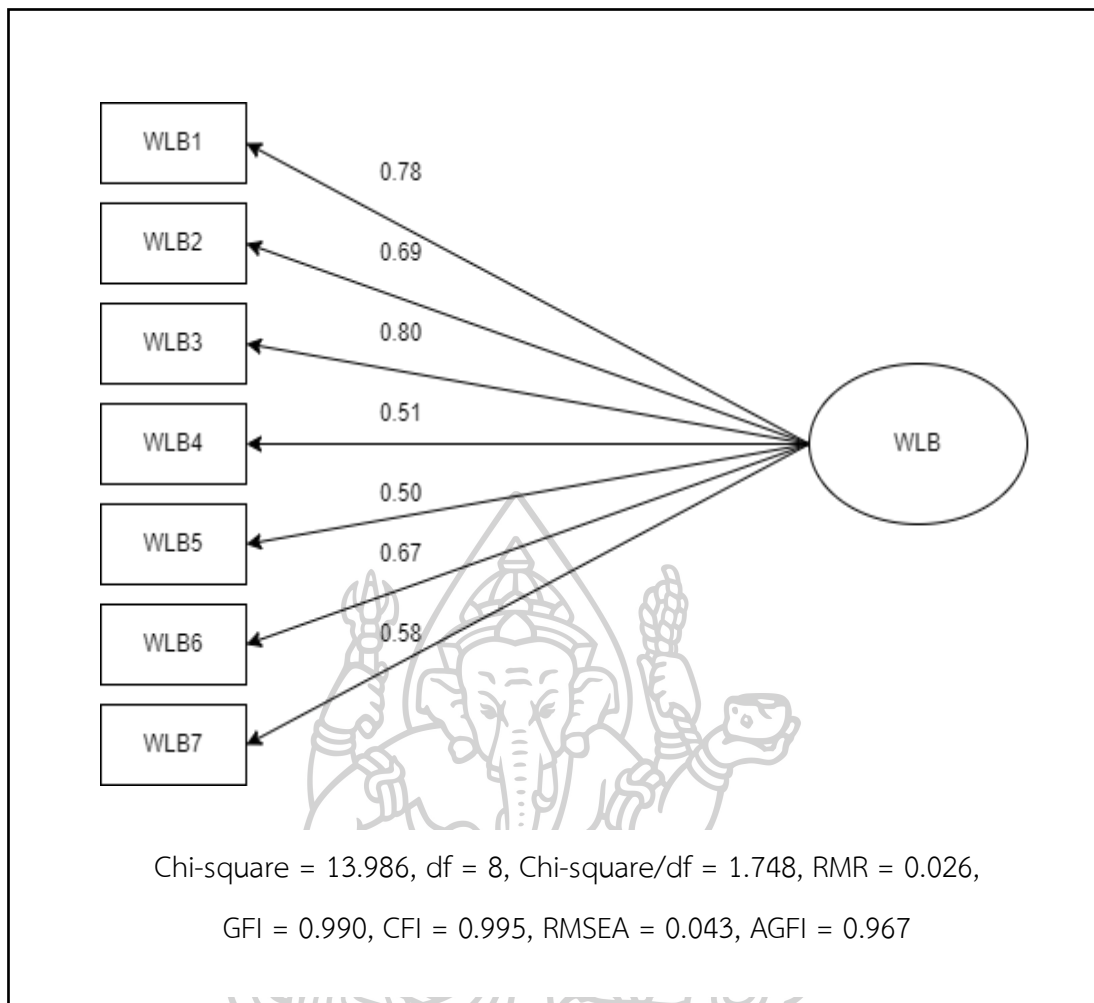 WLB1
0.78
WLB2
0.69
WLB3
0.80
WLB4
0.51
WLB
WLB5
0.50
WLB6
0.67
WLB7
0.58
Chi-square = 13.986, df = 8, Chi-square/df = 1.748, RMR = 0.026,
GFI = 0.990, CFI = 0.995, RMSEA = 0.043, AGFI = 0.967